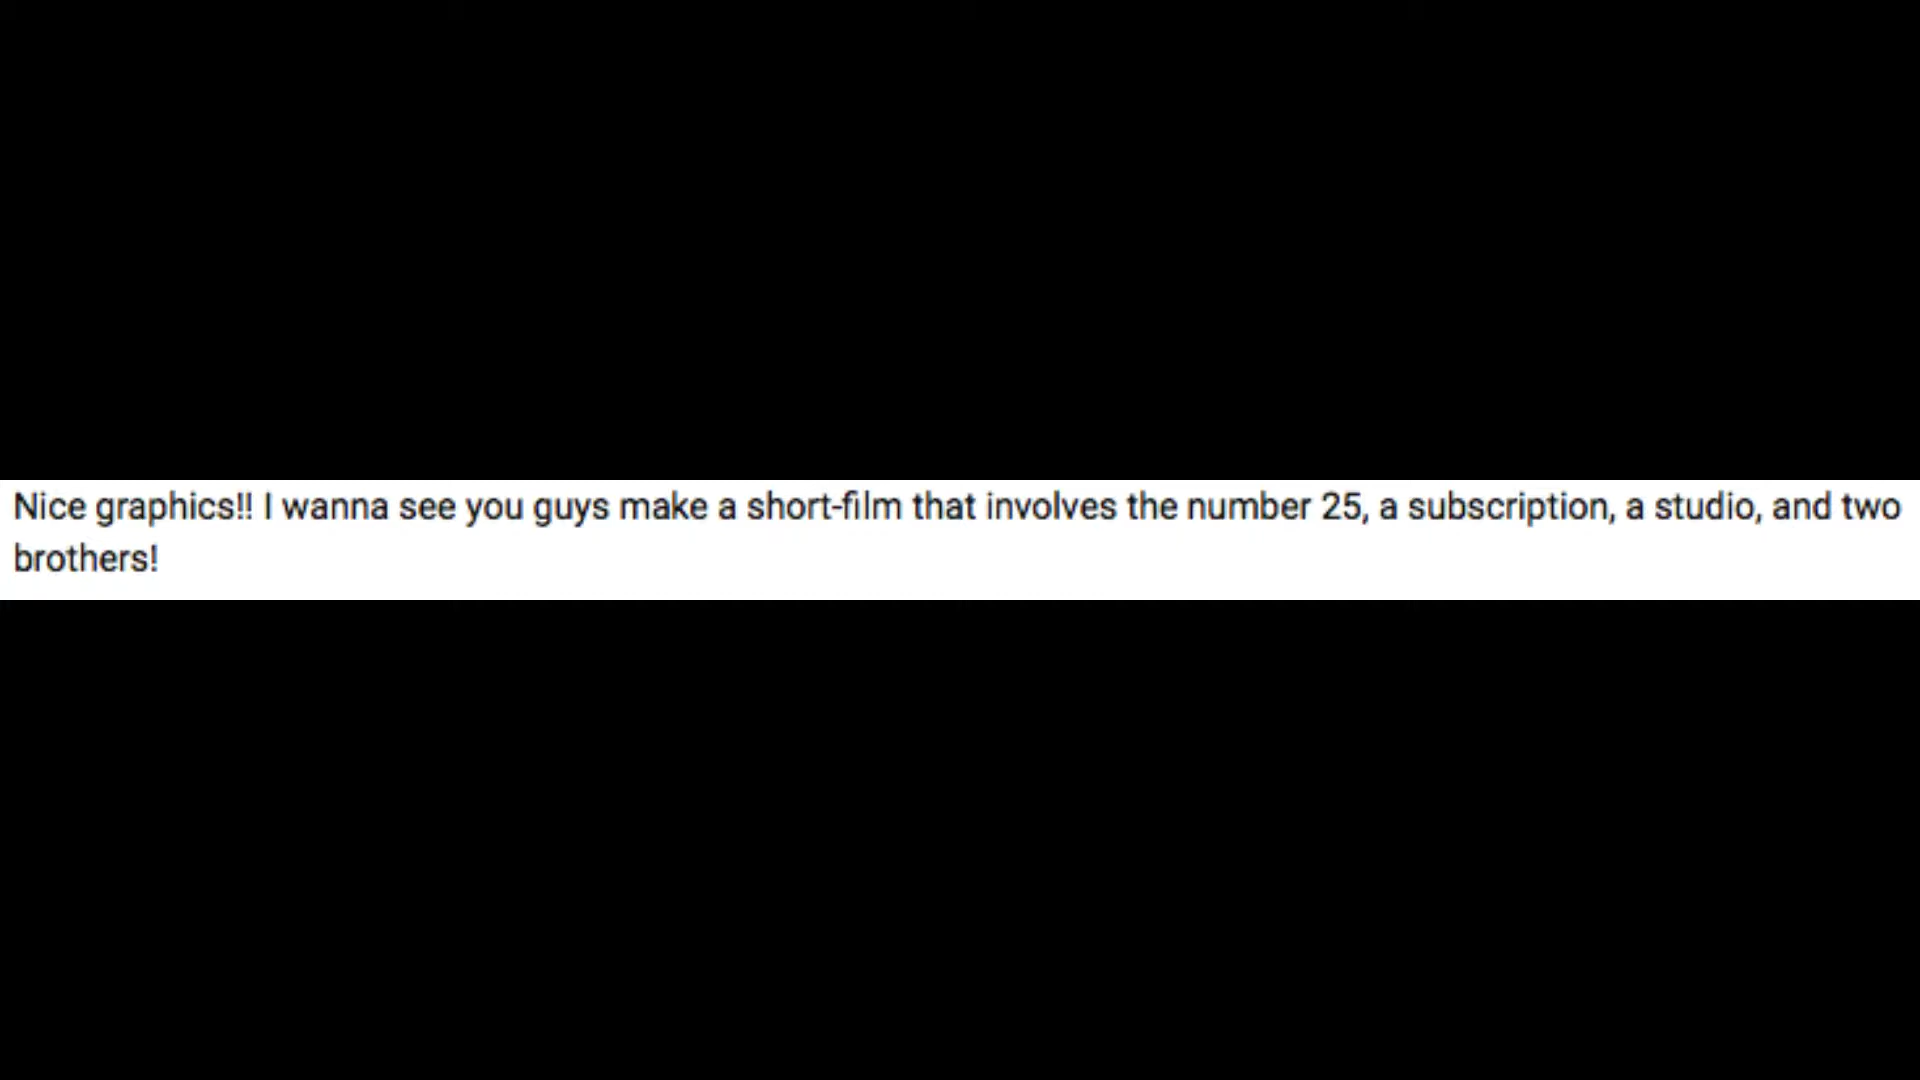 Nice graphics!! I wanna see you guys make a short-film that involves the number 25, a subscription, a studio, and two
brothers!